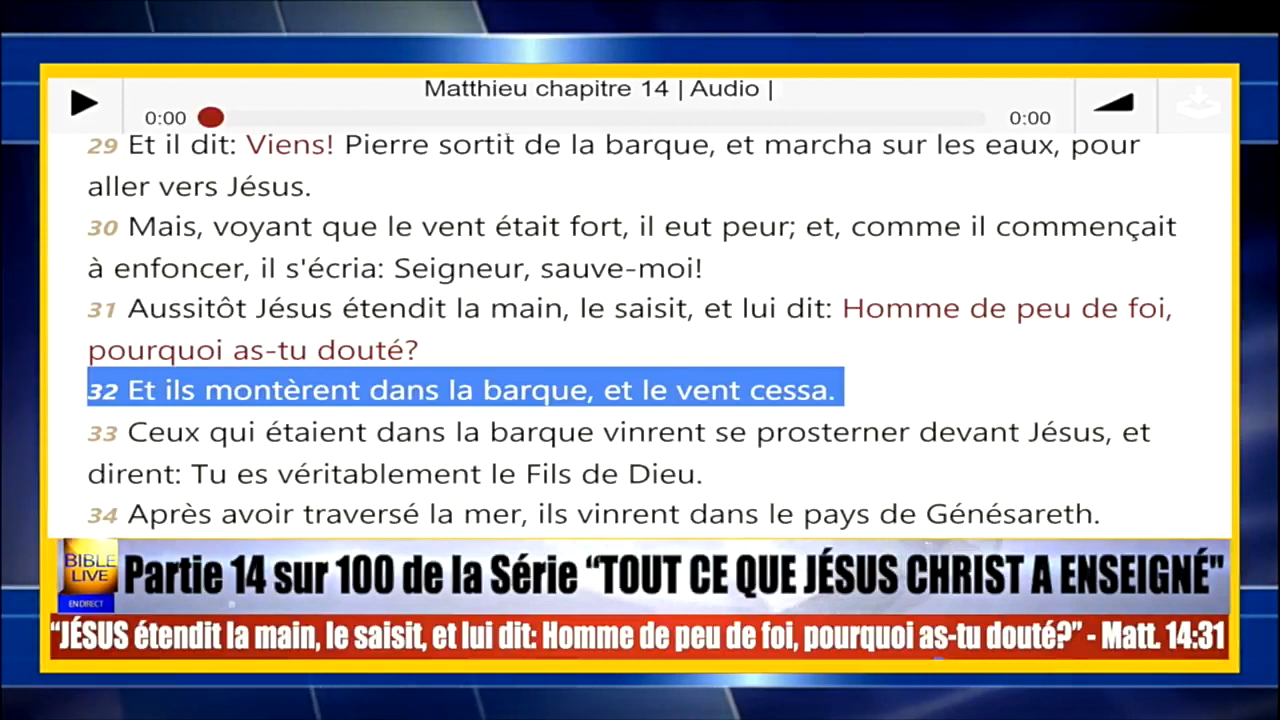 Matthieu chapitre 14 | Audio |
0:00
0:00
29 Et il dit: Viens! Pierre sortit de la barque, et marcha sur les eaux, pour
aller vers Jésus.
30 Mais, voyant que le vent était fort, il eut peur; et, comme il commençait
à enfoncer, il s'écria: Seigneur, sauve-moi!
31 Aussitôt Jésus étendit la main, le saisit, et lui dit: Homme de peu de foi,
pourquoi as-tu douté?
32 Et ils montèrent dans la barque, et le vent cessa.
33 Ceux qui étaient dans la barque vinrent se prosterner devant Jésus, et
dirent: Tu es véritablement le Fils de Dieu.
34 Après avoir traversé la mer, ils vinrent dans le pays de Génésareth.
BIBLE
LIVE
EN DIRECT
Partie 14 sur 100 de la Série “TOUT CE QUE JÉSUS CHRIST A ENSEIGNÉ"
“JÉSUS étendit la main, le saisit, et lui dit: Homme de peu de foi, pourquoi as-tu douté?” - Matt. 14:31